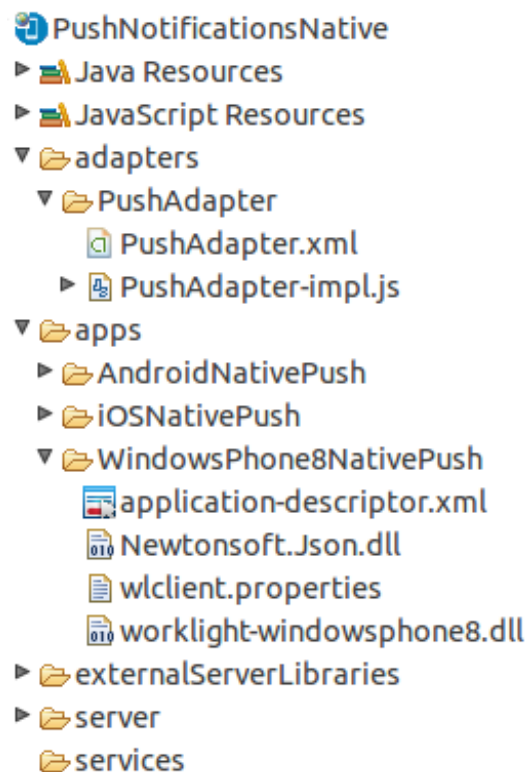 PushNotificationsNative
Java Resources
JavaScript Resources
adapters
PushAdapter
PushAdapter.xml
PushAdapter-impl.js
apps
AndroidNativePush
iOSNativePush
WindowsPhone8NativePush
application-descriptor.xml
Newtonsoft.Json.dll
wlclient.properties
worklight-windowsphone8.dll
externalServerLibraries
server
services